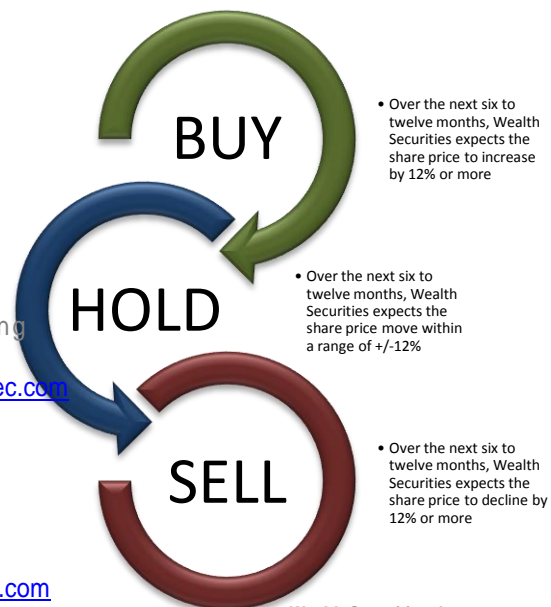 BUY
• Over the next six to
twelve months, Wealth
Securities expects the
share price to increase
by 12% or more
HOLD
• Over the next six to
twelve months, Wealth
Securities expects the
share price move within
a range of +/-12%
ng
ec.com
SELL
• Over the next six to
twelve months, Wealth
Securities expects the
share price to decline by
12% or more
.com